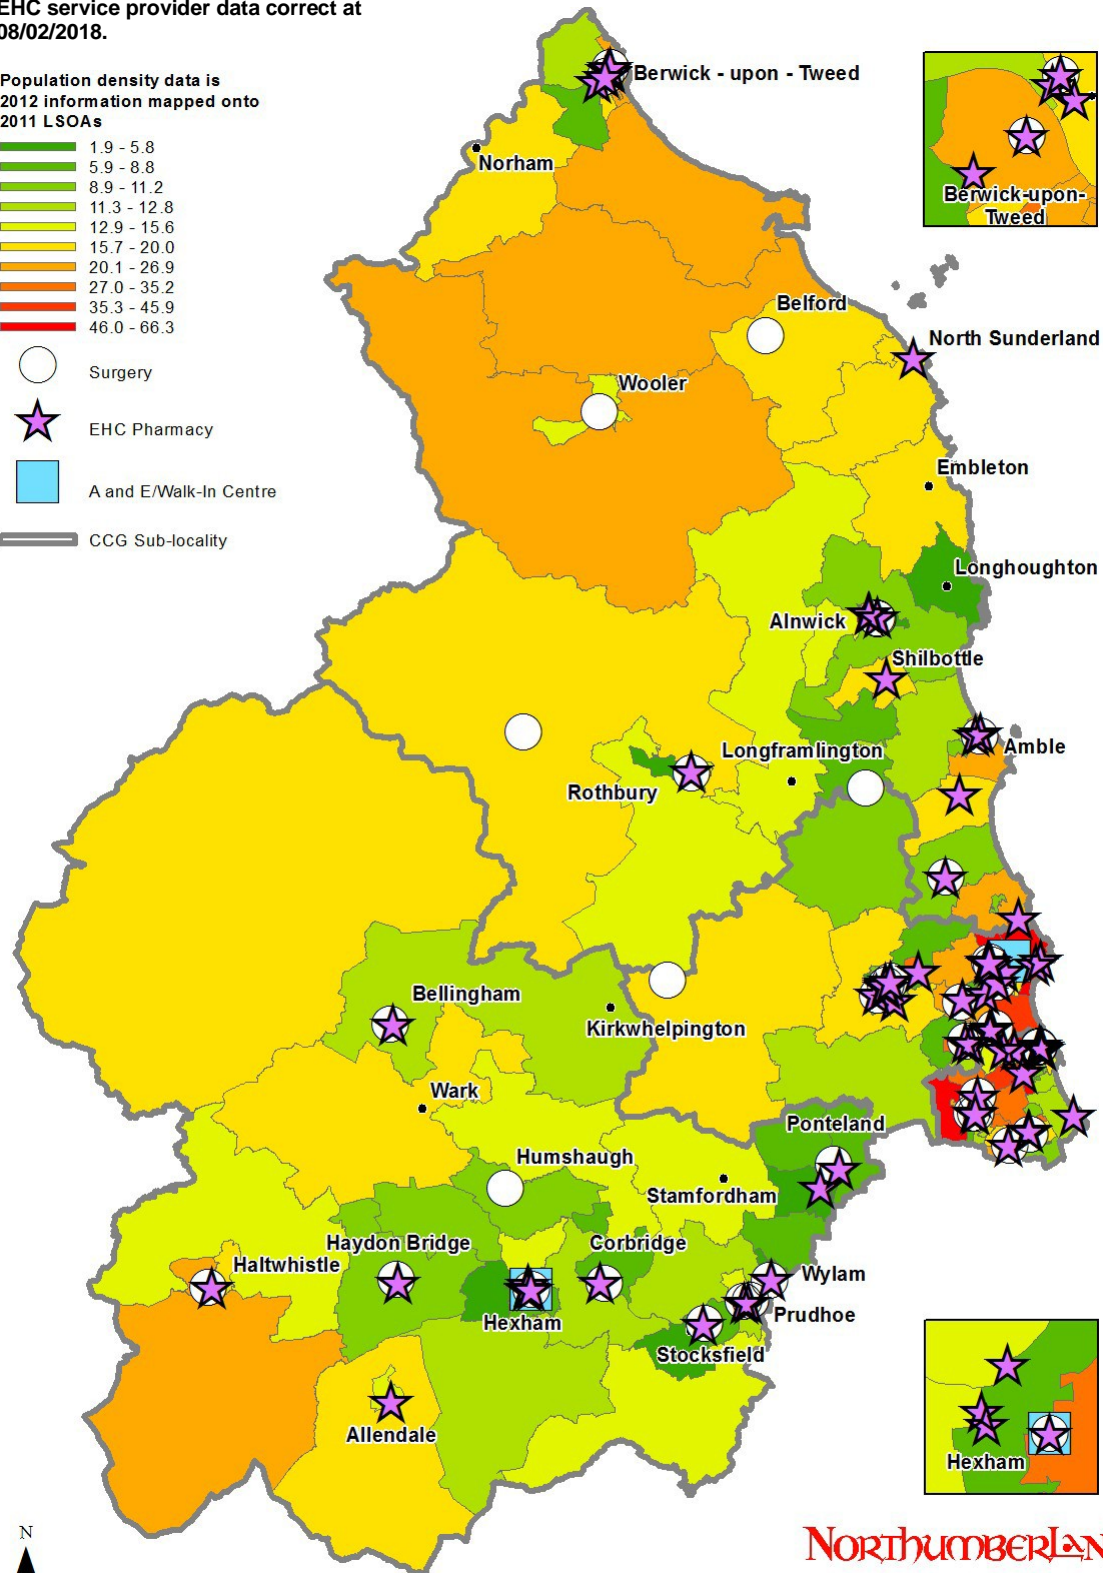 EHC service provider data correct at
08/02/2018.
Population density data is
2012 information mapped onto
2011 LSOAs
1.9 - 5.8
5.9 - 8.8
8.9 - 11.2
11.3 - 12.8
12.9 - 15.6
15.7 - 20.0
20.1 - 26.9
27.0 - 35.2
35.3 - 45.9
46.0 - 66.3
Surgery
EHC Pharmacy
A and E/Walk-In Centre
CCG Sub-locality
Berwick - upon - Tweed
Norham
Berwick-upon-
Tweed
Belford
North Sunderland
Wooler
Embleton
Longhoughton
Alnwick
Shilbottle
Longframlington
Amble
Rothbury
Bellingham
Kirkwhelpington
Wark
Ponteland
Humshaugh
Stamfordham
Haydon Bridge
Corbridge
Haltwhistle
Wylam
Prudhoe
Hexham
Stocksfield
Allendale
Hexham
N
NORTHUMBERLAN